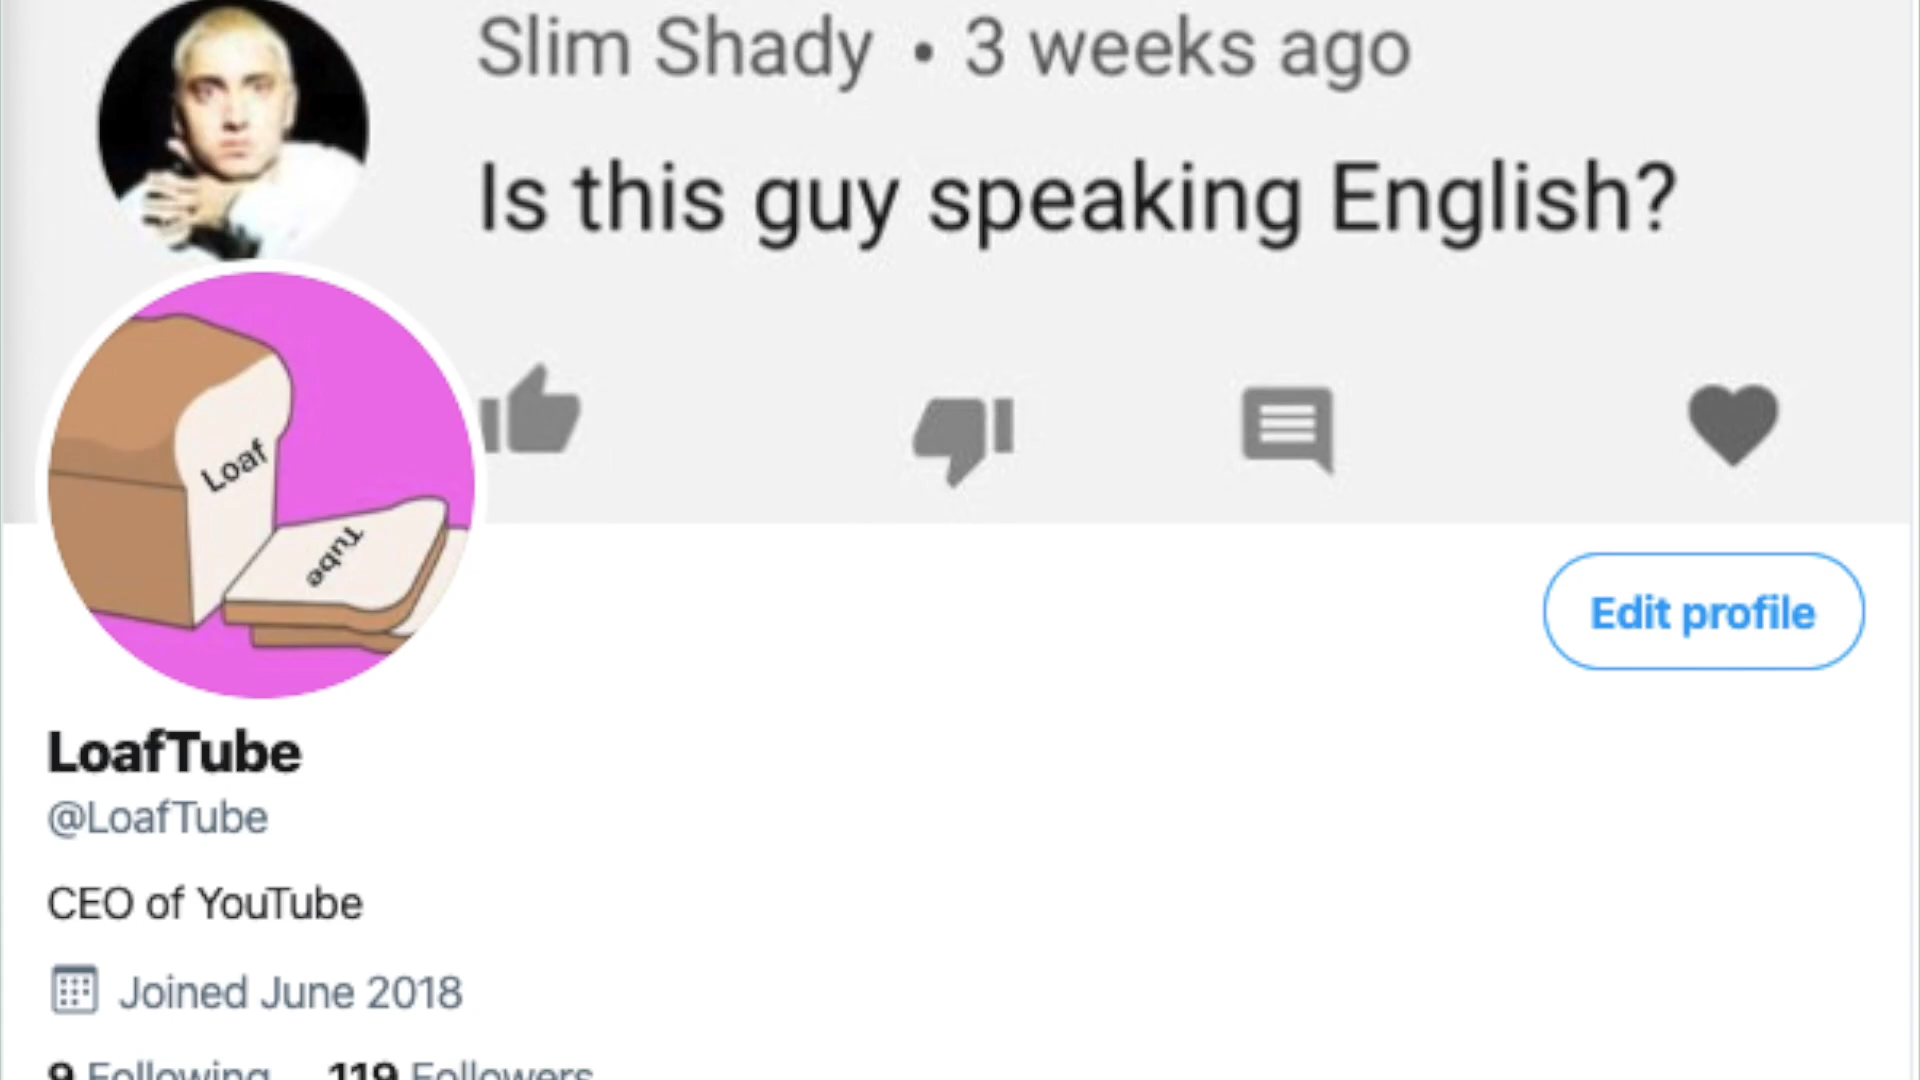 Slim Shady • 3 weeks ago
Is this guy speaking English?
Loaf
Tube
Edit profile
LoafTube
@LoafTube
CEO of YouTube
Joined June 2018
9 Following 119 Followers